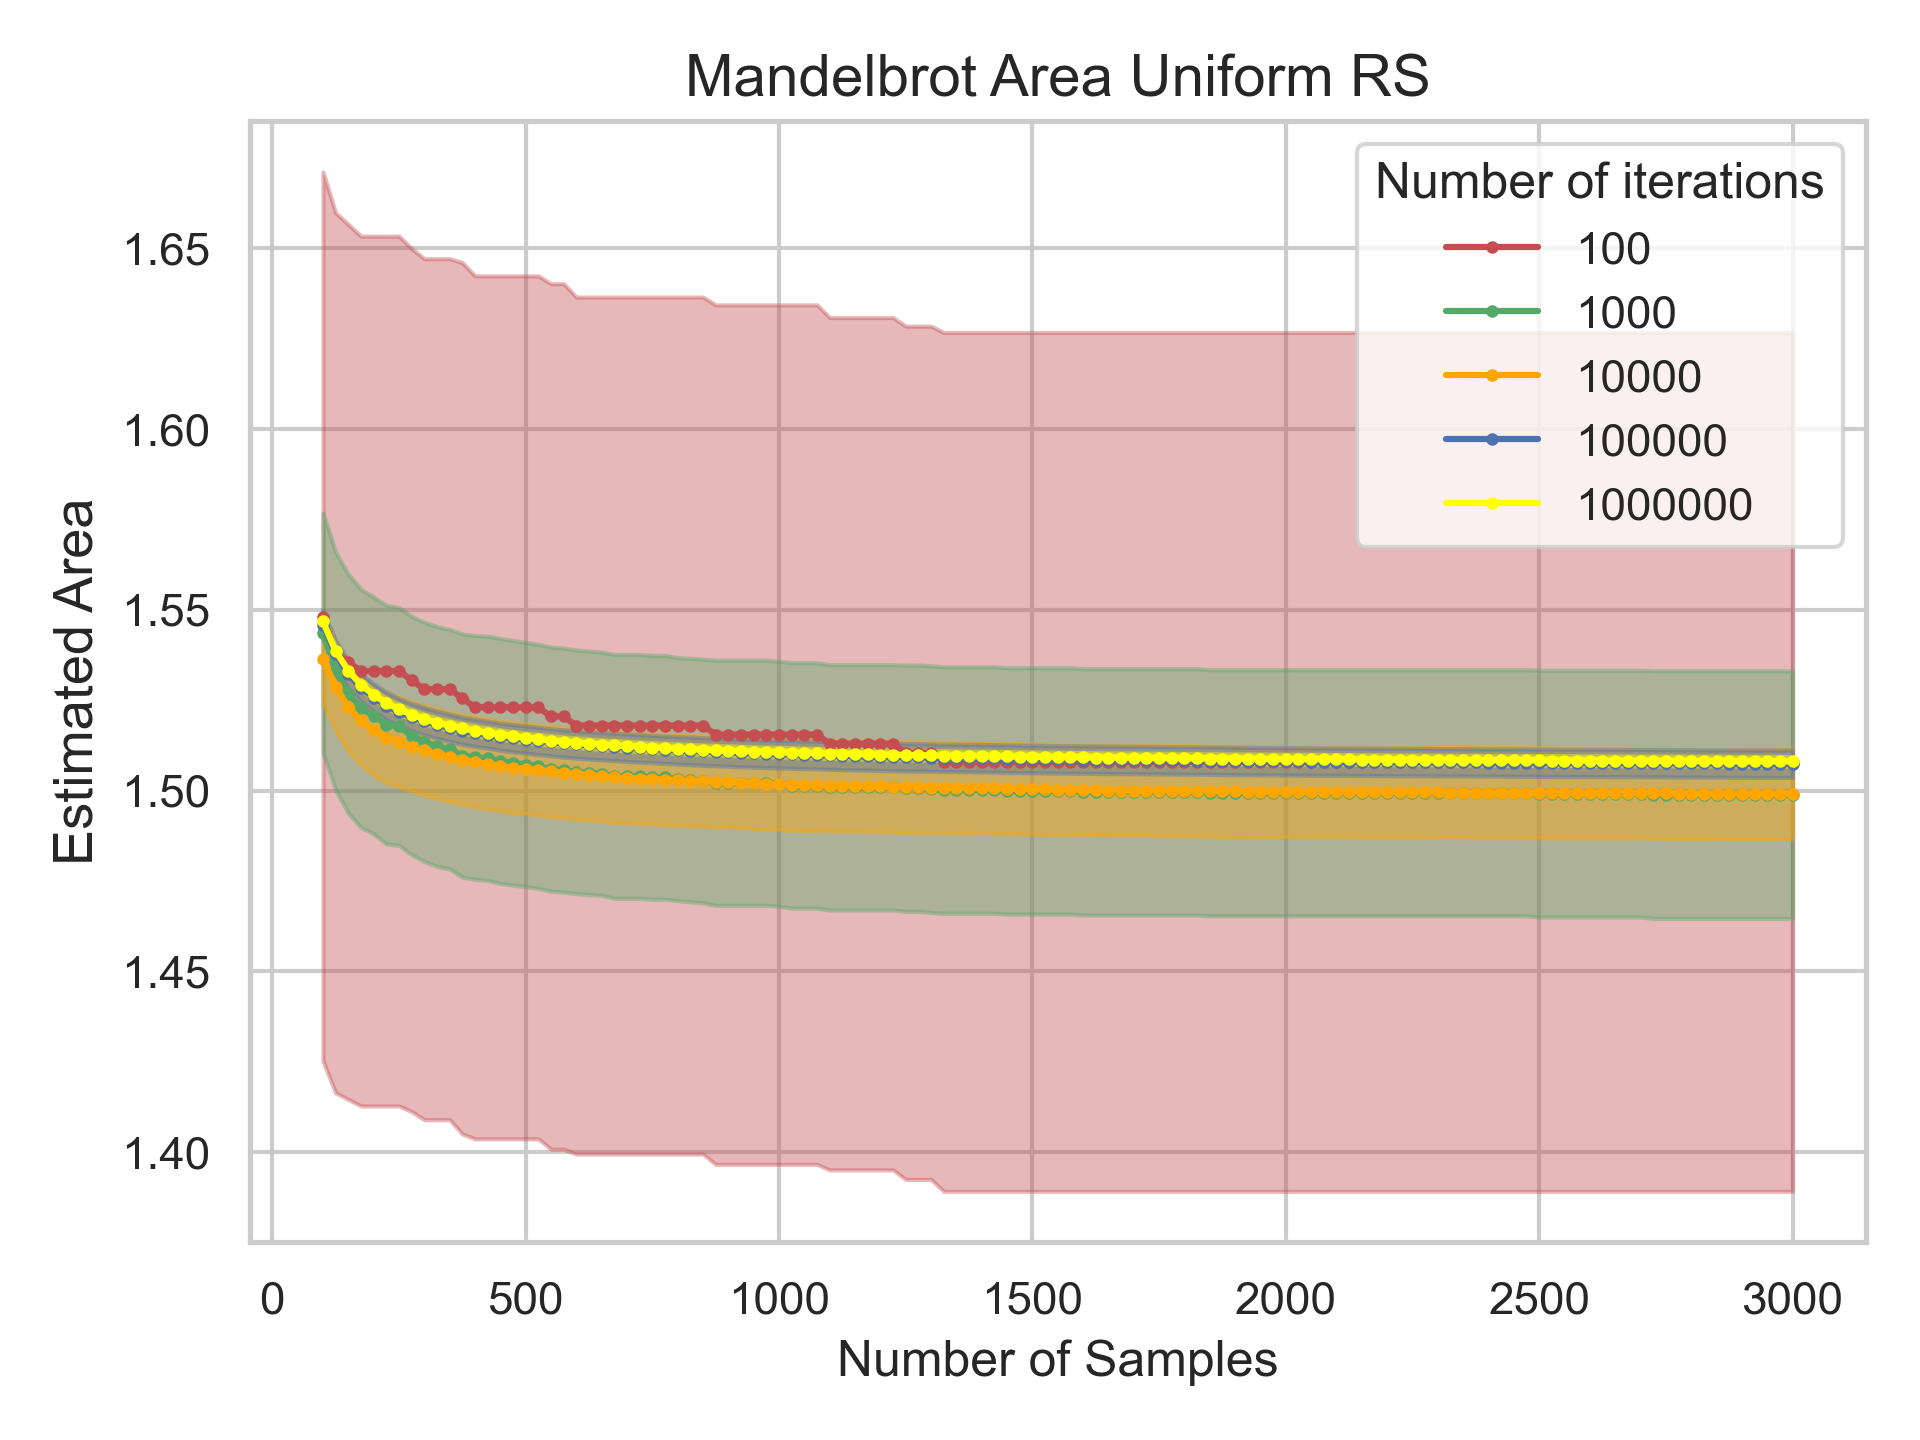 Mandelbrot Area Uniform RS
Number of iterations
100
1000
10000
100000
1000000
Estimated Area
1.65
1.60
1.55
1.50
1.45
1.40
0 500 1000 1500 2000 2500 3000
Number of Samples